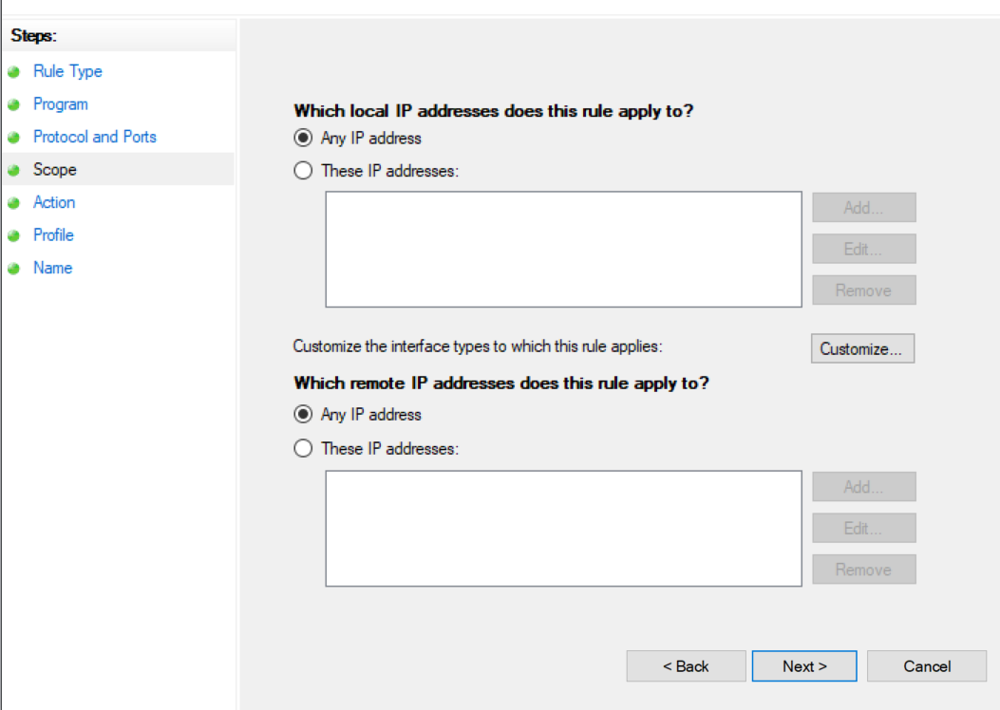 Steps:
Rule Type
Program
Protocol and Ports
Scope
Action
Profile
Name
Which local IP addresses does this rule apply to?
Any IP address
These IP addresses:
Add...
Edit...
Remove
Customize the interface types to which this rule applies:
Customize...
Which remote IP addresses does this rule apply to?
Any IP address
These IP addresses:
Add...
Edit...
Remove
< Back
Next >
Cancel